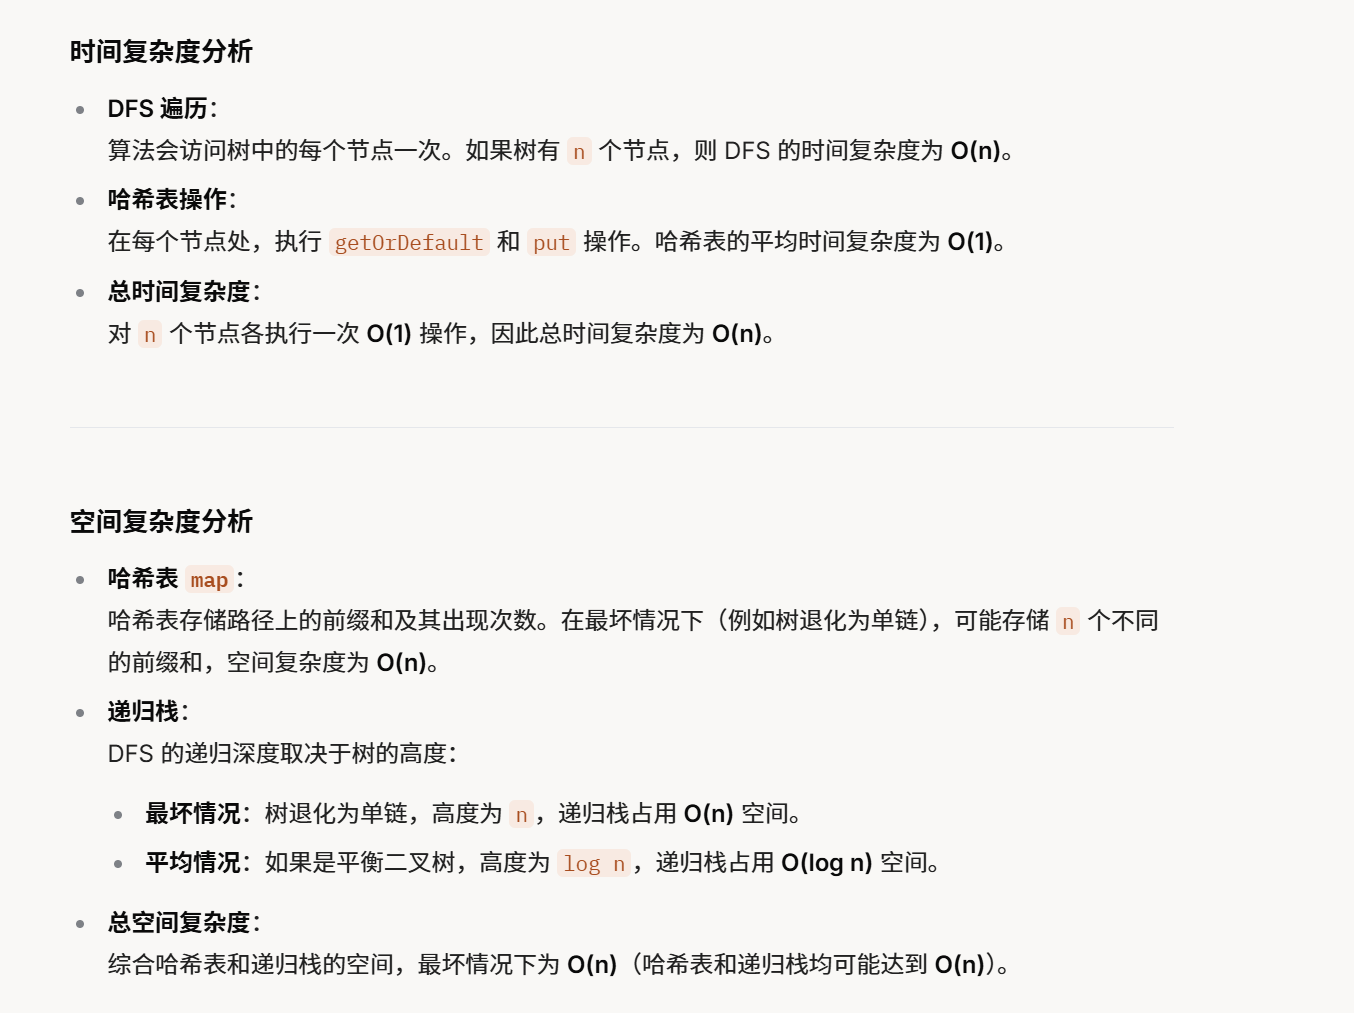 时间复杂度分析
DFS 遍历：
算法会访问树中的每个节点一次。如果树有 n 个节点，则 DFS 的时间复杂度为 O(n)。
哈希表操作：
在每个节点处，执行 getOrDefault 和 put 操作。哈希表的平均时间复杂度为 O(1)。
总时间复杂度：
对 n 个节点各执行一次 O(1) 操作，因此总时间复杂度为 O(n)。
空间复杂度分析
哈希表 map：
哈希表存储路径上的前缀和及其出现次数。在最坏情况下（例如树退化为单链），可能存储 n 个不同
的前缀和，空间复杂度为 O(n)。
递归栈：
DFS 的递归深度取决于树的高度：
最坏情况：树退化为单链，高度为 n，递归栈占用 O(n) 空间。
平均情况：如果是平衡二叉树，高度为 log n，递归栈占用 O(log n) 空间。
总空间复杂度：
综合哈希表和递归栈的空间，最坏情况下为 O(n)（哈希表和递归栈均可能达到 O(n)）。